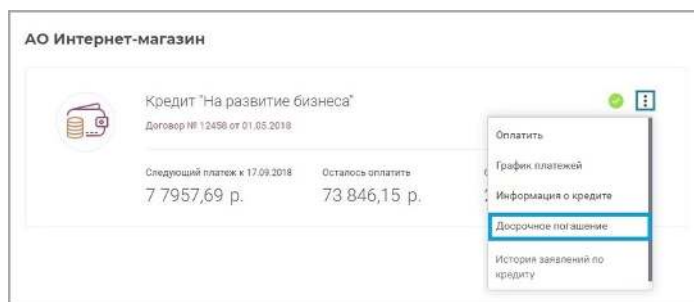 АО Интернет-магазин
Кредит "На развитие бизнеса"
Договор № 12458 от 01.05.2018
Следующий платеж к 17.09.2018
Осталось оплатить
7 7957,69 р.
73 846,15 р.
Оплатить
График платежей
Информация о кредите
Досрочное погашение
История заявлений по
кредиту